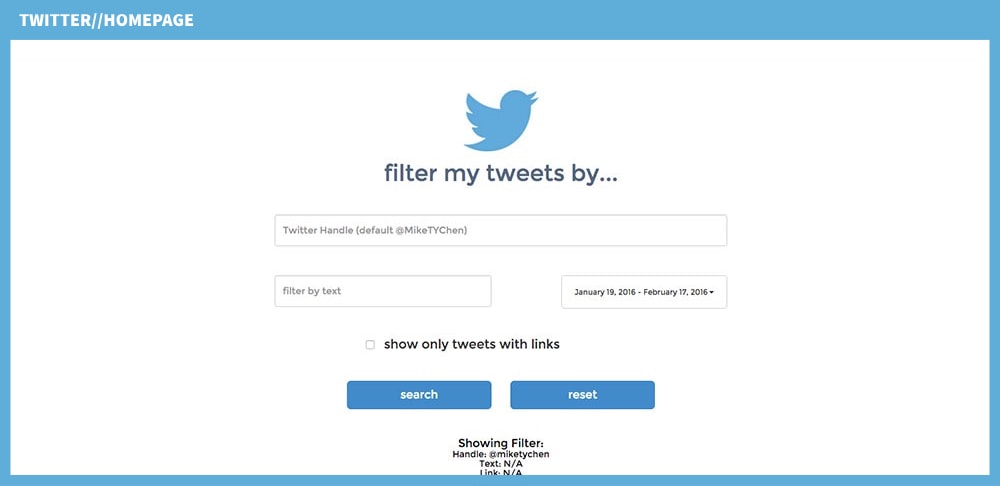 TWITTER//HOMEPAGE
filter my tweets by...
Twitter Handle (default @MikeTYChen)
filter by text
January 19, 2016 - February 17, 2016
show only tweets with links
search
reset
Showing Filter:
Handle: @miketychen
Text: N/A
Link: N/A